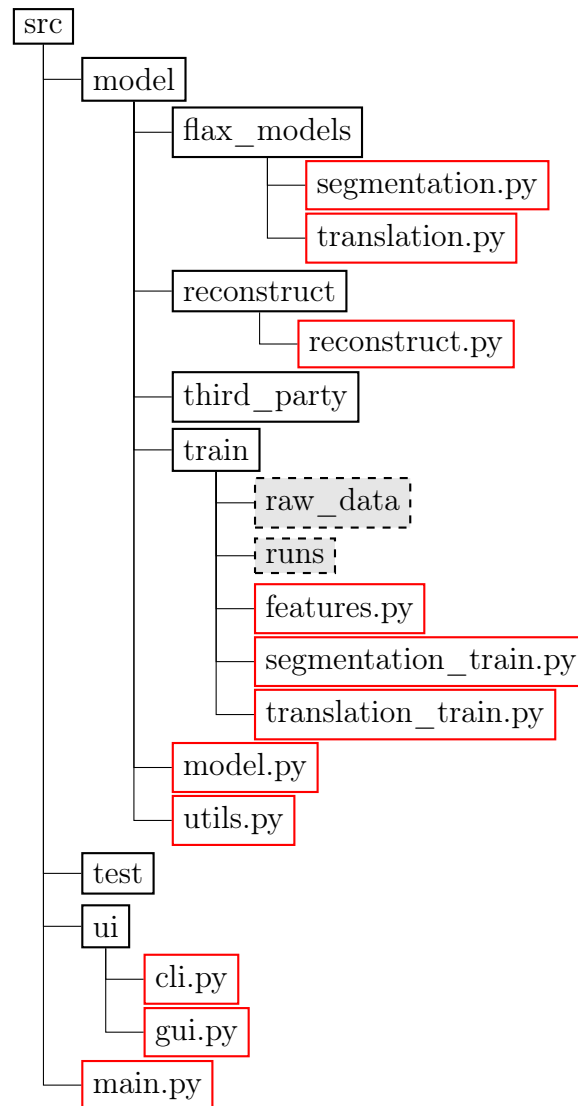 src
model
flax_models
segmentation.py
translation.py
reconstruct
reconstruct.py
third_party
train
raw_data
runs
features.py
segmentation_train.py
translation_train.py
model.py
utils.py
test
ui
cli.py
gui.py
main.py